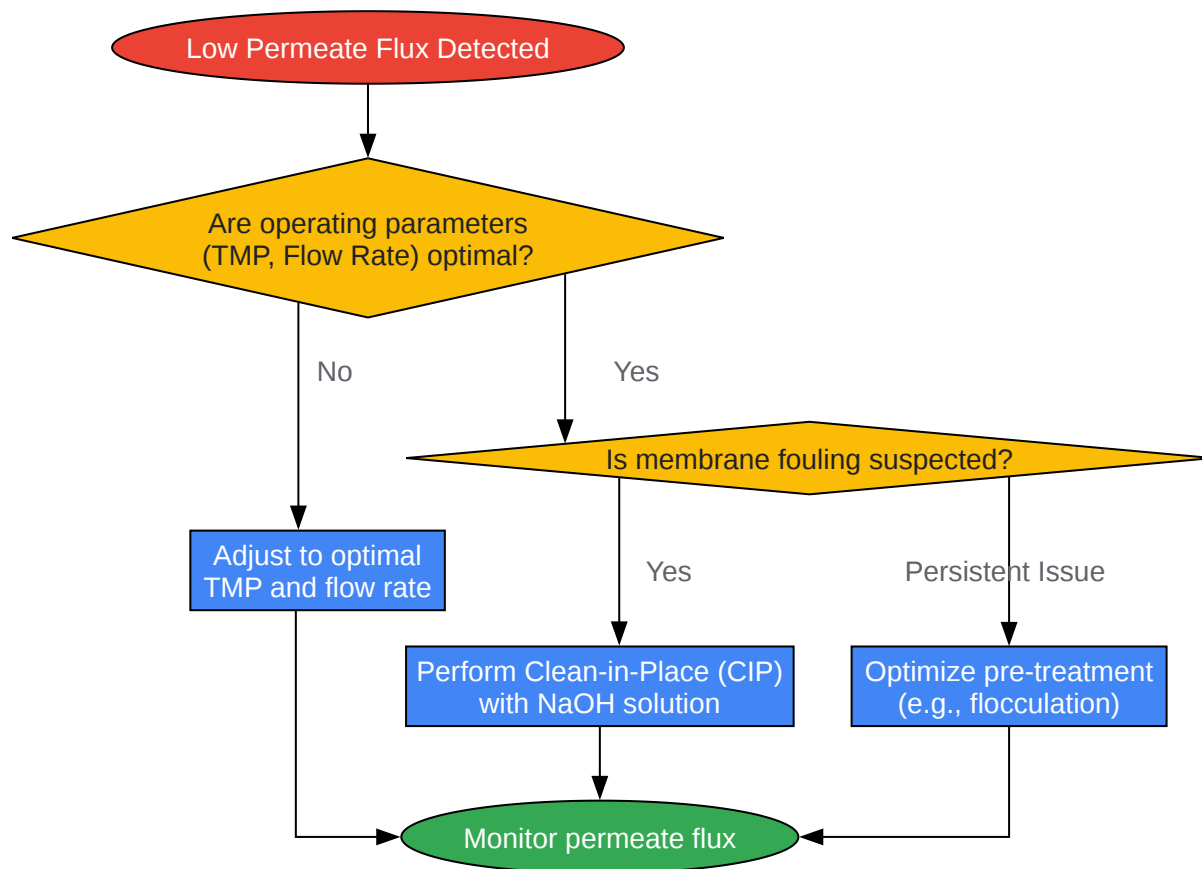 Low Permeate Flux Detected
Are operating parameters
(TMP, Flow Rate) optimal?
No
Yes
Is membrane fouling suspected?
Adjust to optimal
TMP and flow rate
Yes
Persistent Issue
Perform Clean-in-Place (CIP)
with NaOH solution
Optimize pre-treatment
(e.g., flocculation)
Monitor permeate flux